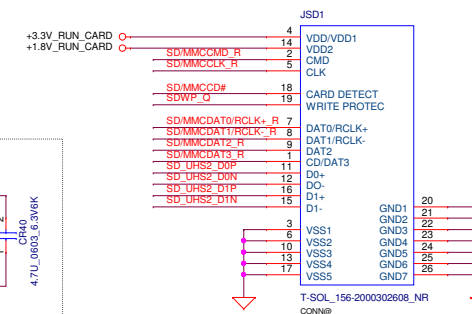 JSD1
+3.3V_RUN_CARD 4 VDD/VDD1
+1.8V_RUN_CARD 14 VDD2
SD/MMCCMD_R 2 CMD
SD/MMCCLK_R 5 CLK
SD/MMCCD# 18 CARD DETECT
SDWP_Q 19 WRITE PROTEC
SD/MMCDAT0/RCLK+_R 7 DAT0/RCLK+
SD/MMCDAT1/RCLK-_R 8 DAT1/RCLK-
SD/MMCDAT2_R 9 DAT2
SD/MMCDAT3_R 1 CD/DAT3
SD_UHS2_D0P 11 D0+
SD_UHS2_D0N 12 DO-
SD_UHS2_D1P 16 D1+
SD_UHS2_D1N 15 D1-
GND1 20
GND2 21
3 VSS1 GND3 22
6 VSS2 GND4 23
10 VSS3 GND5 24
13 VSS4 GND6 25
17 VSS5 GND7 26
T-SOL_156-2000302608_NR
CONN@
2
CR40
4.7U_0603_6.3V6K